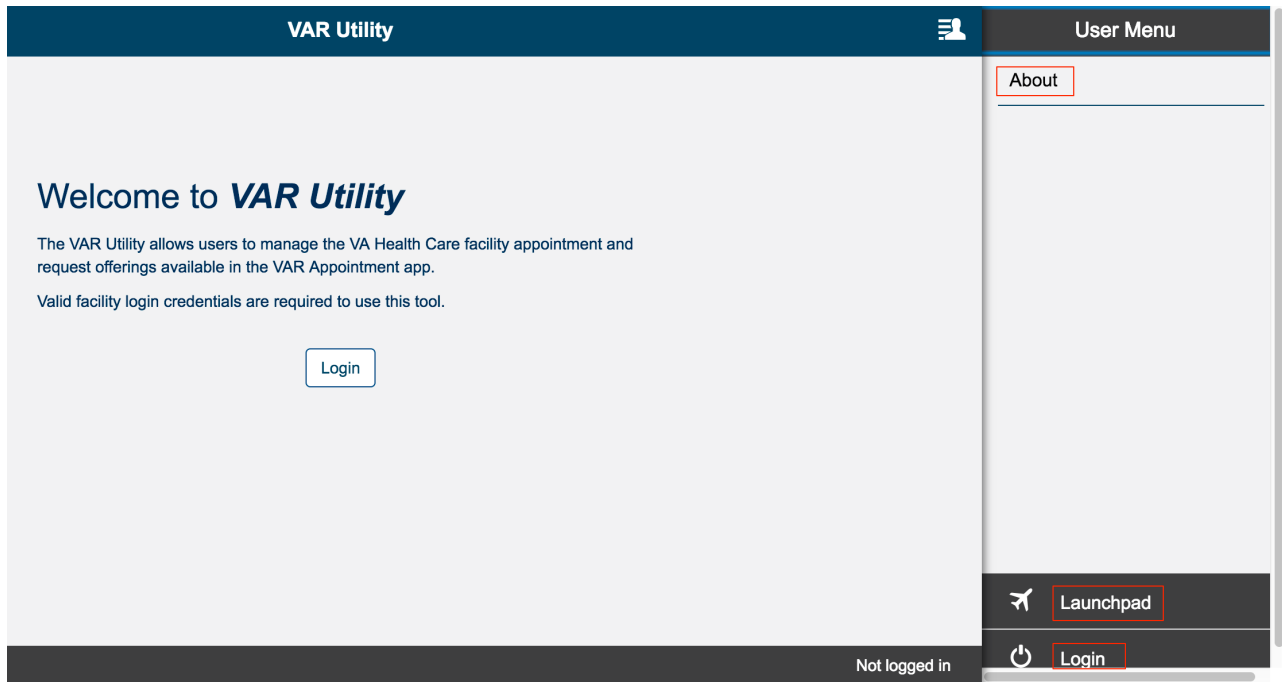 VAR Utility
User Menu
About
Welcome to VAR Utility
The VAR Utility allows users to manage the VA Health Care facility appointment and
request offerings available in the VAR Appointment app.
Valid facility login credentials are required to use this tool.
Login
Launchpad
Login
Not logged in